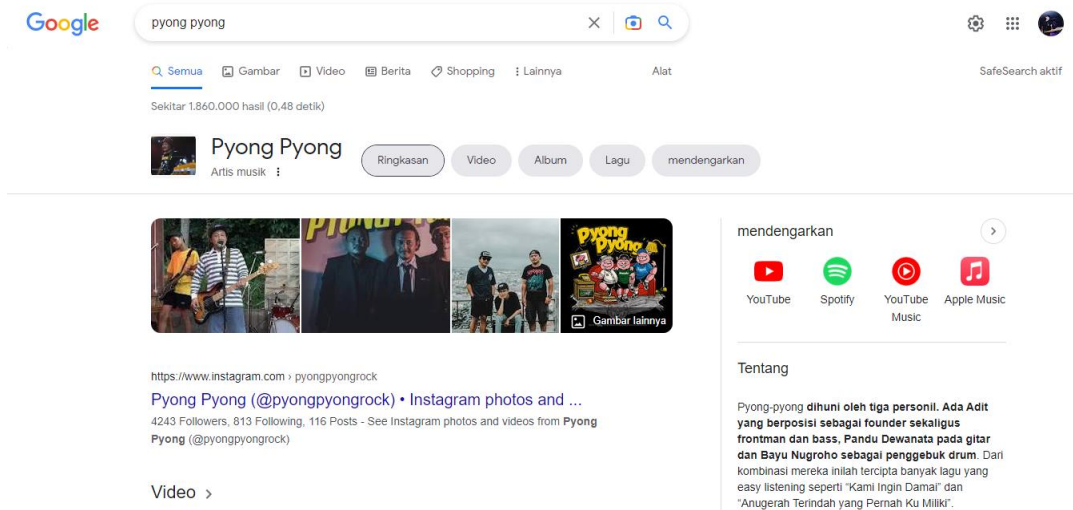 Google
pyong pyong
Semua Gambar Video Berita Shopping Lainnya Alat SafeSearch aktif
Sekitar 1.860.000 hasil (0,48 detik)
Pyong Pyong
Artis musik
Ringkasan Video Album Lagu mendengarkan
Pyong
Pyong
Gambar lainnya
https://www.instagram.com › pyongpyongrock
Pyong Pyong (@pyongpyongrock) • Instagram photos and ...
4243 Followers, 813 Following, 116 Posts - See Instagram photos and videos from Pyong
Pyong (@pyongpyongrock)
Video
mendengarkan
YouTube Spotify YouTube Music Apple Music
Tentang
Pyong-pyong dihuni oleh tiga personil. Ada Adit
yang berposisi sebagai founder sekaligus
frontman dan bass, Pandu Dewanata pada gitar
dan Bayu Nugroho sebagai penggebuk drum. Dari
kombinasi mereka inilah tercipta banyak lagu yang
easy listening seperti “Kami Ingin Damai” dan
“Anugerah Terindah yang Pernah Ku Miliki”.